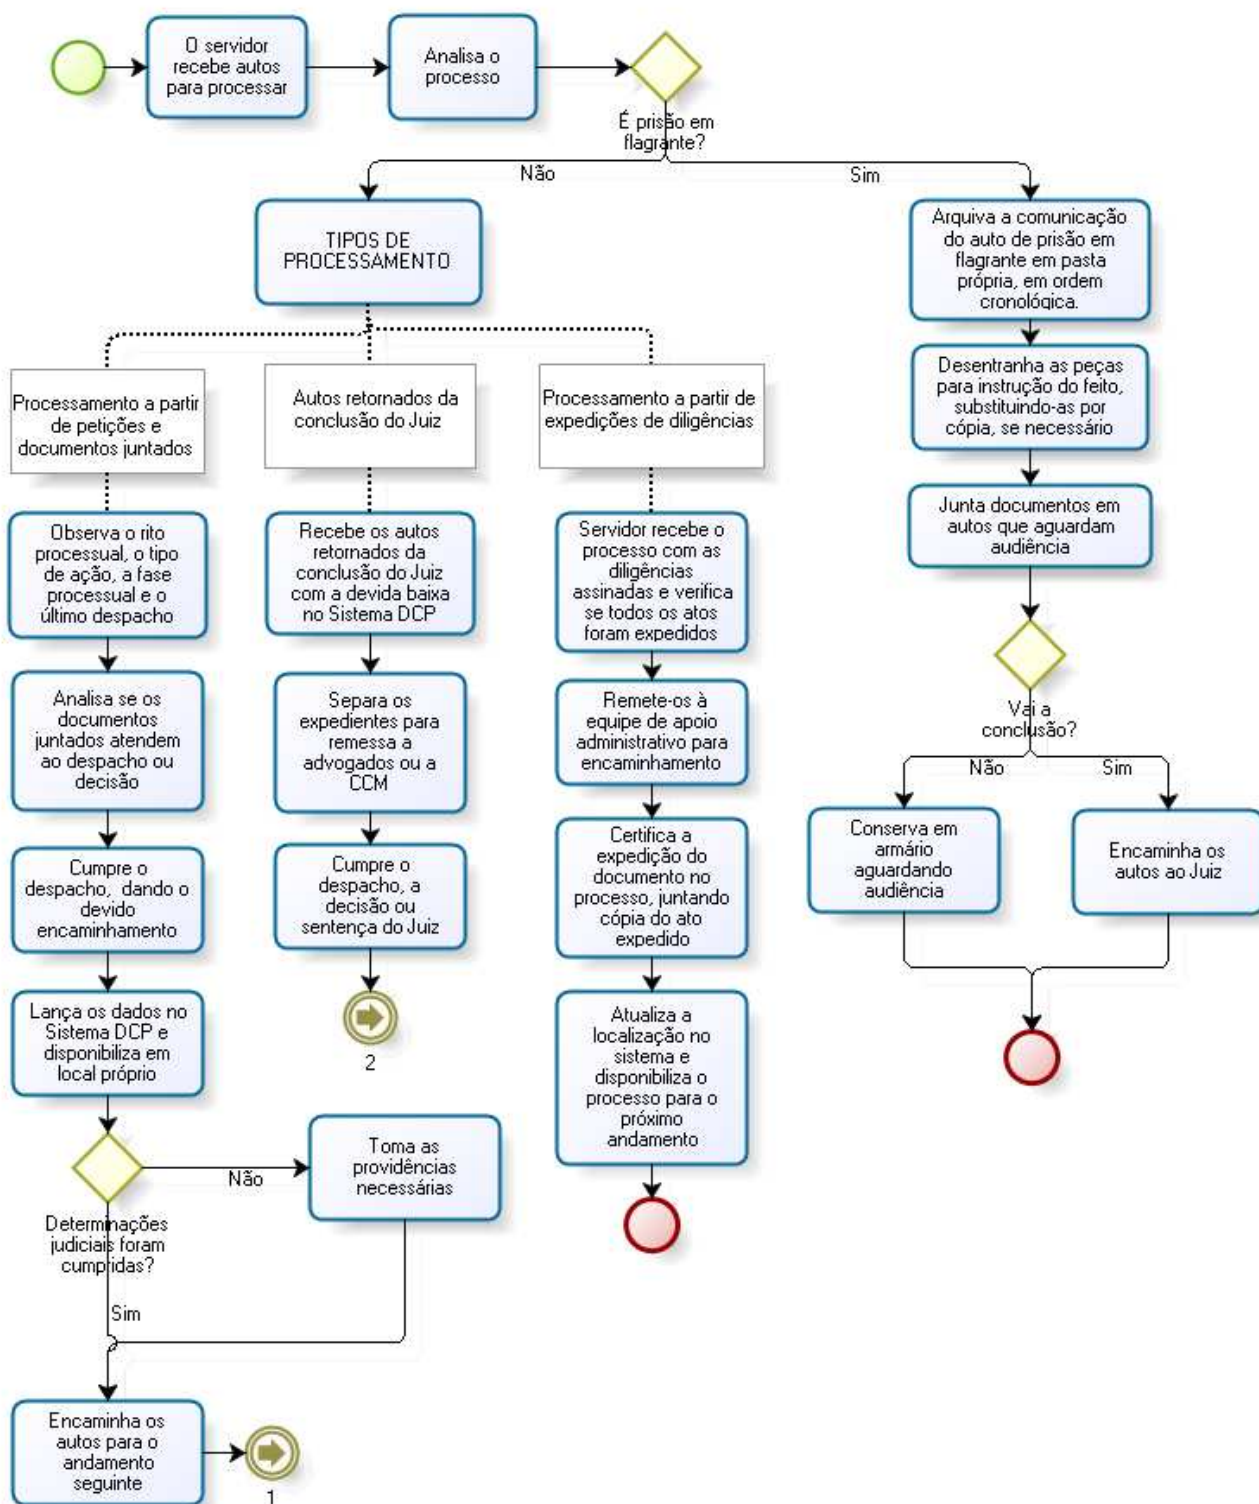 O servidor
recebe autos
para processar
Analisa o
processo
É prisão em
flagrante?
Não
Sim
TIPOS DE
PROCESSAMENTO
Arquiva a comunicação
do auto de prisão em
flagrante em pasta
própria, em ordem
cronológica.
Desentranha as peças
para instrução do feito,
substituindo-as por
cópia, se necessário
Junta documentos em
autos que aguardam
audiência
Vai a
conclusão?
Não
Sim
Conserva em
armário
aguardando
audiência
Encaminha os
autos ao Juiz
Processamento a partir
de petições e
documentos juntados
Observa o rito
processual, o tipo
de ação, a fase
processual e o
último despacho
Analisa se os
documentos
juntados atendem
ao despacho ou
decisão
Cumpre o
despacho, dando o
devido
encaminhamento
Lança os dados no
Sistema DCP e
disponibiliza em
local próprio
Determinações
judiciais foram
cumpridas?
Não
Toma as
providências
necessárias
Sim
Encaminha os
autos para o
andamento
seguinte
1
Autos retornados da
conclusão do Juiz
Recebe os autos
retornados da
conclusão do Juiz
com a devida baixa
no Sistema DCP
Separa os
expedientes para
remessa a
advogados ou a
CCM
Cumpre o
despacho, a
decisão ou
sentença do Juiz
2
Processamento a partir de
expedições de diligências
Servidor recebe o
processo com as
diligências
assinadas e verifica
se todos os atos
foram expedidos
Remete-os à
equipe de apoio
administrativo para
encaminhamento
Certifica a
expedição do
documento no
processo, juntando
cópia do ato
expedido
Atualiza a
localização no
sistema e
disponibiliza o
processo para o
próximo
andamento